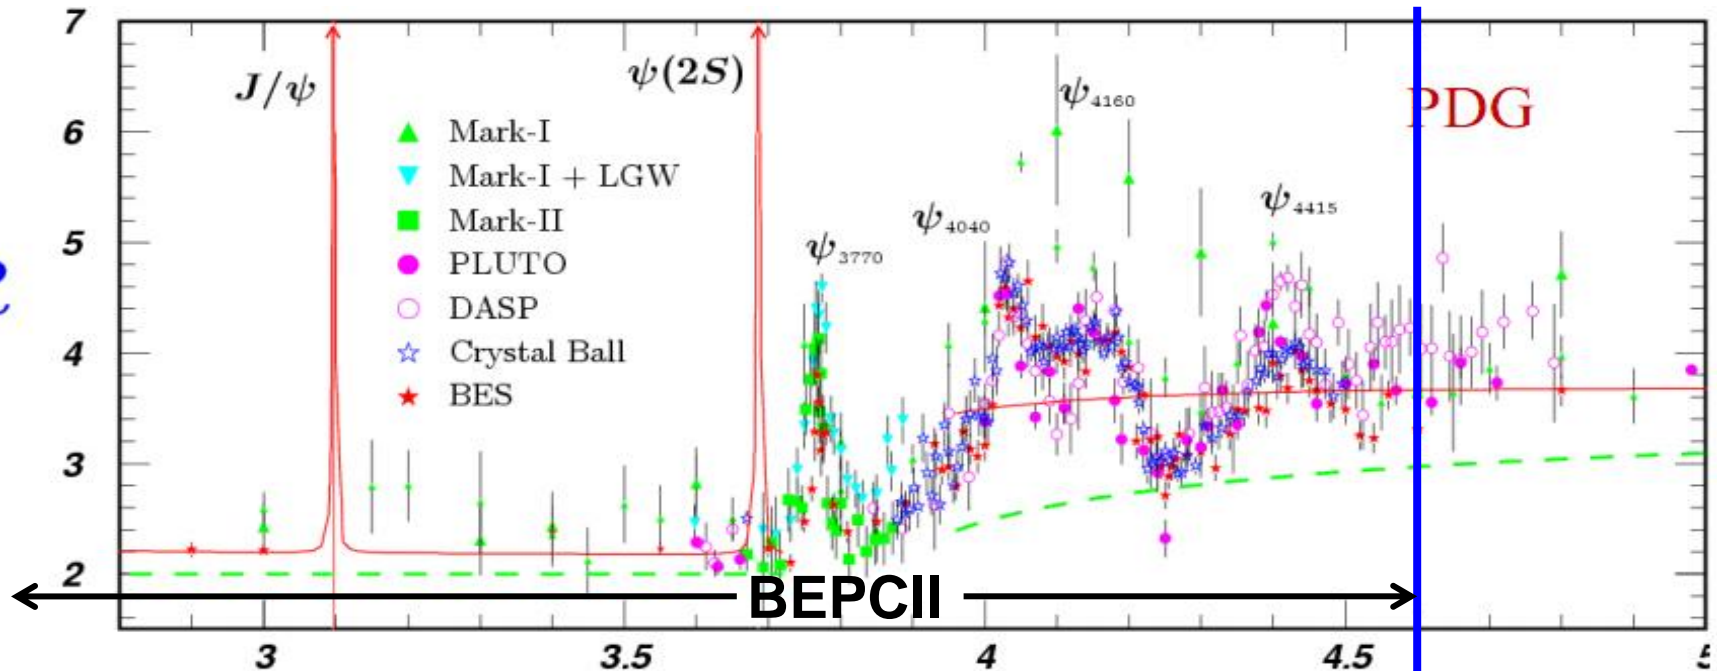 7
6
5
4
3
2
J/ψ
ψ(2S)
ψ3770
ψ4040
ψ4160
ψ4415
PDG
Mark-I
Mark-I + LGW
Mark-II
PLUTO
DASP
Crystal Ball
BES
BEPCII
3
3.5
4
4.5